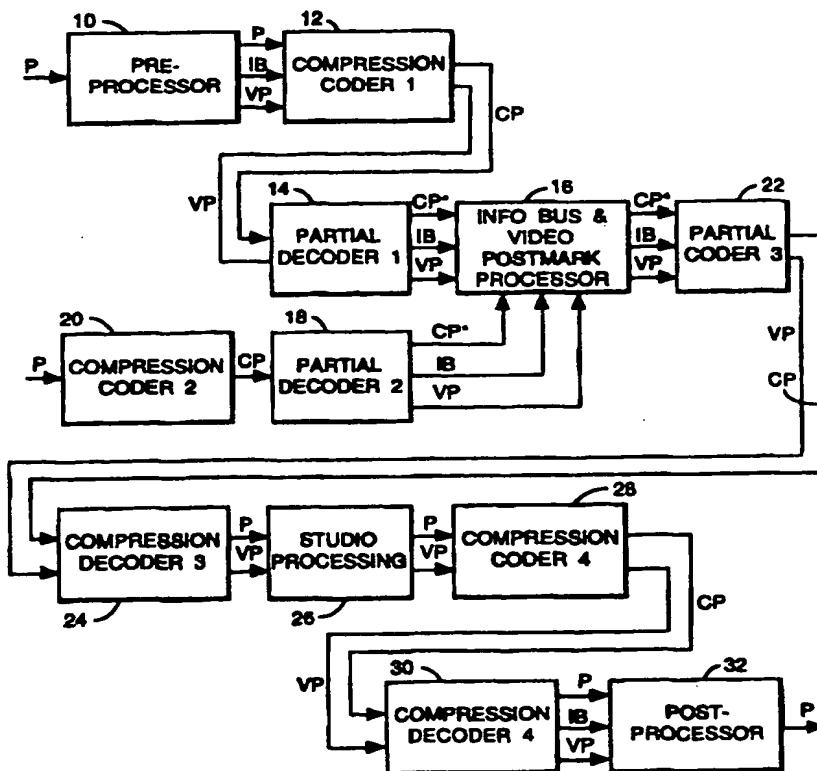 10
12
P
PRE-
PROCESSOR
P
IB
VP
COMPRESSION
CODER 1
CP
VP
14
16
22
PARTIAL
DECODER 1
CP*
IB
VP
INFO BUS &
VIDEO
POSTMARK
PROCESSOR
CP*
IB
VP
PARTIAL
CODER 3
20
18
P
COMPRESSION
CODER 2
CP
PARTIAL
DECODER 2
CP*
IB
VP
VP
CP
28
COMPRESSION
DECODER 3
P
VP
STUDIO
PROCESSING
P
VP
COMPRESSION
CODER 4
24
26
CP
VP
30
32
COMPRESSION
DECODER 4
P
IB
VP
POST-
PROCESSOR
P